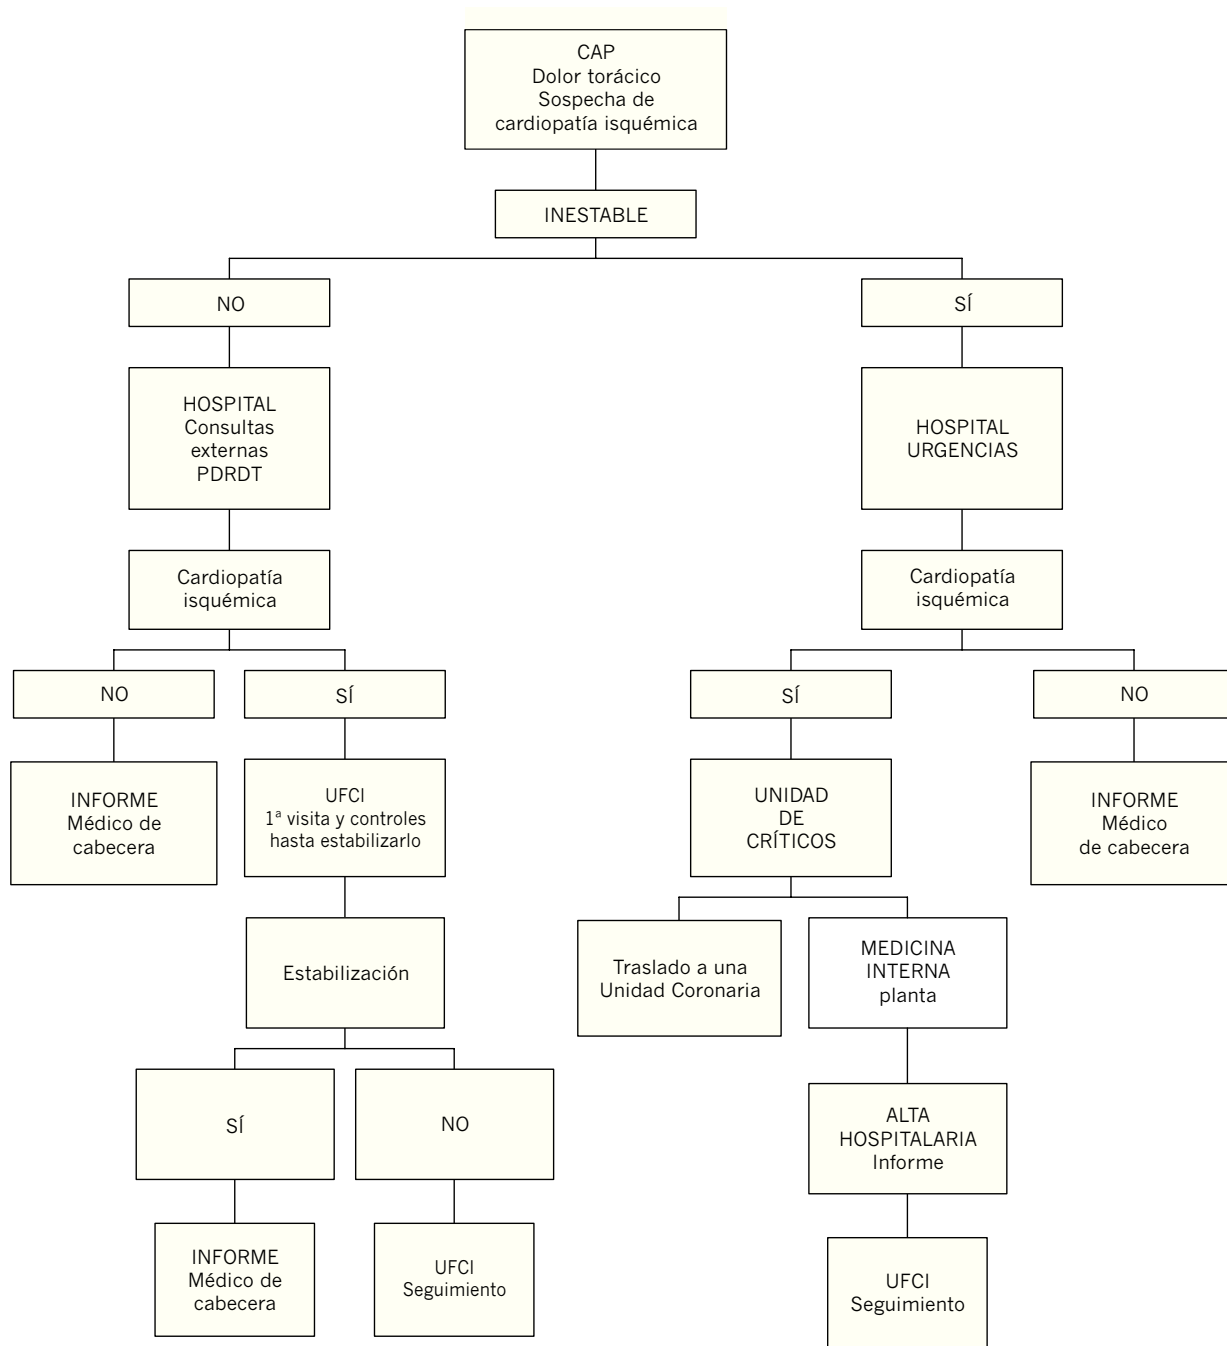 CAP
Dolor torácico
Sospecha de
cardiopatía isquémica
INESTABLE
NO
SÍ
HOSPITAL
Consultas
externas
PDRDT
HOSPITAL
URGENCIAS
Cardiopatía
isquémica
Cardiopatía
isquémica
NO
SÍ
SÍ
NO
INFORME
Médico de
cabecera
UFCI
1ª visita y controles
hasta estabilizarlo
UNIDAD
DE
CRÍTICOS
INFORME
Médico
de cabecera
Estabilización
Traslado a una
Unidad Coronaria
MEDICINA
INTERNA
planta
SÍ
NO
ALTA
HOSPITALARIA
Informe
INFORME
Médico de
cabecera
UFCI
Seguimiento
UFCI
Seguimiento